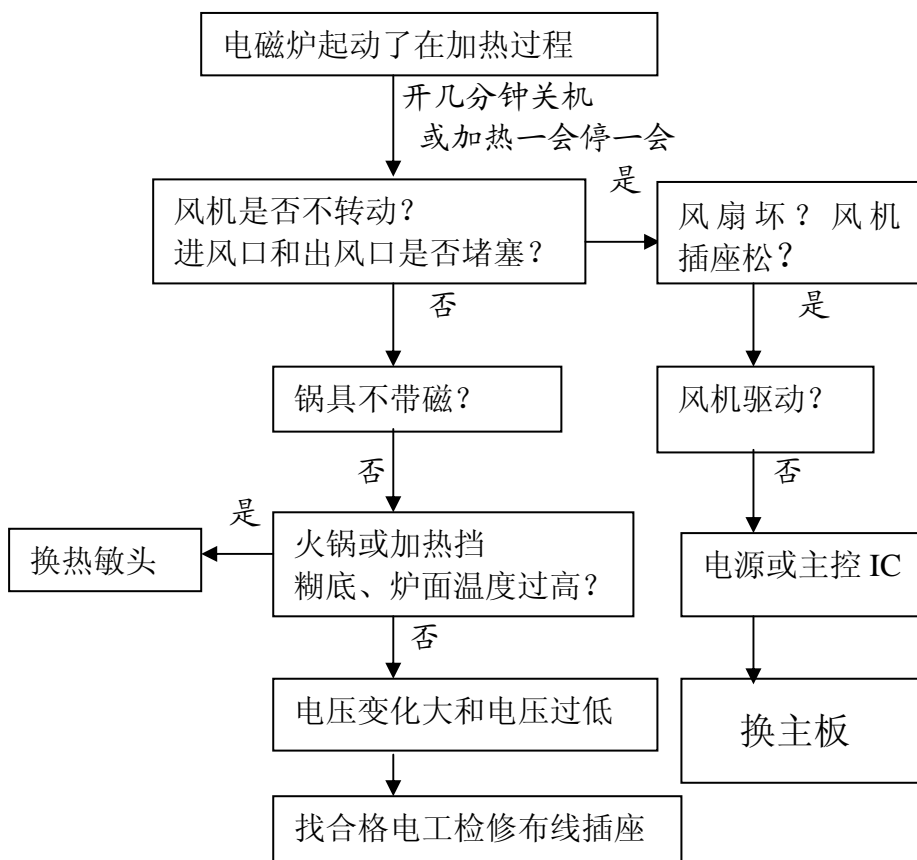 电磁炉起动了在加热过程
开几分钟关机
或加热一会停一会
是
风机是否不转动？
进风口和出风口是否堵塞？
风扇坏？风机
插座松？
否
是
锅具不带磁？
风机驱动？
否
否
是
换热敏头
火锅或加热挡
糊底、炉面温度过高？
电源或主控 IC
否
电压变化大和电压过低
换主板
找合格电工检修布线插座